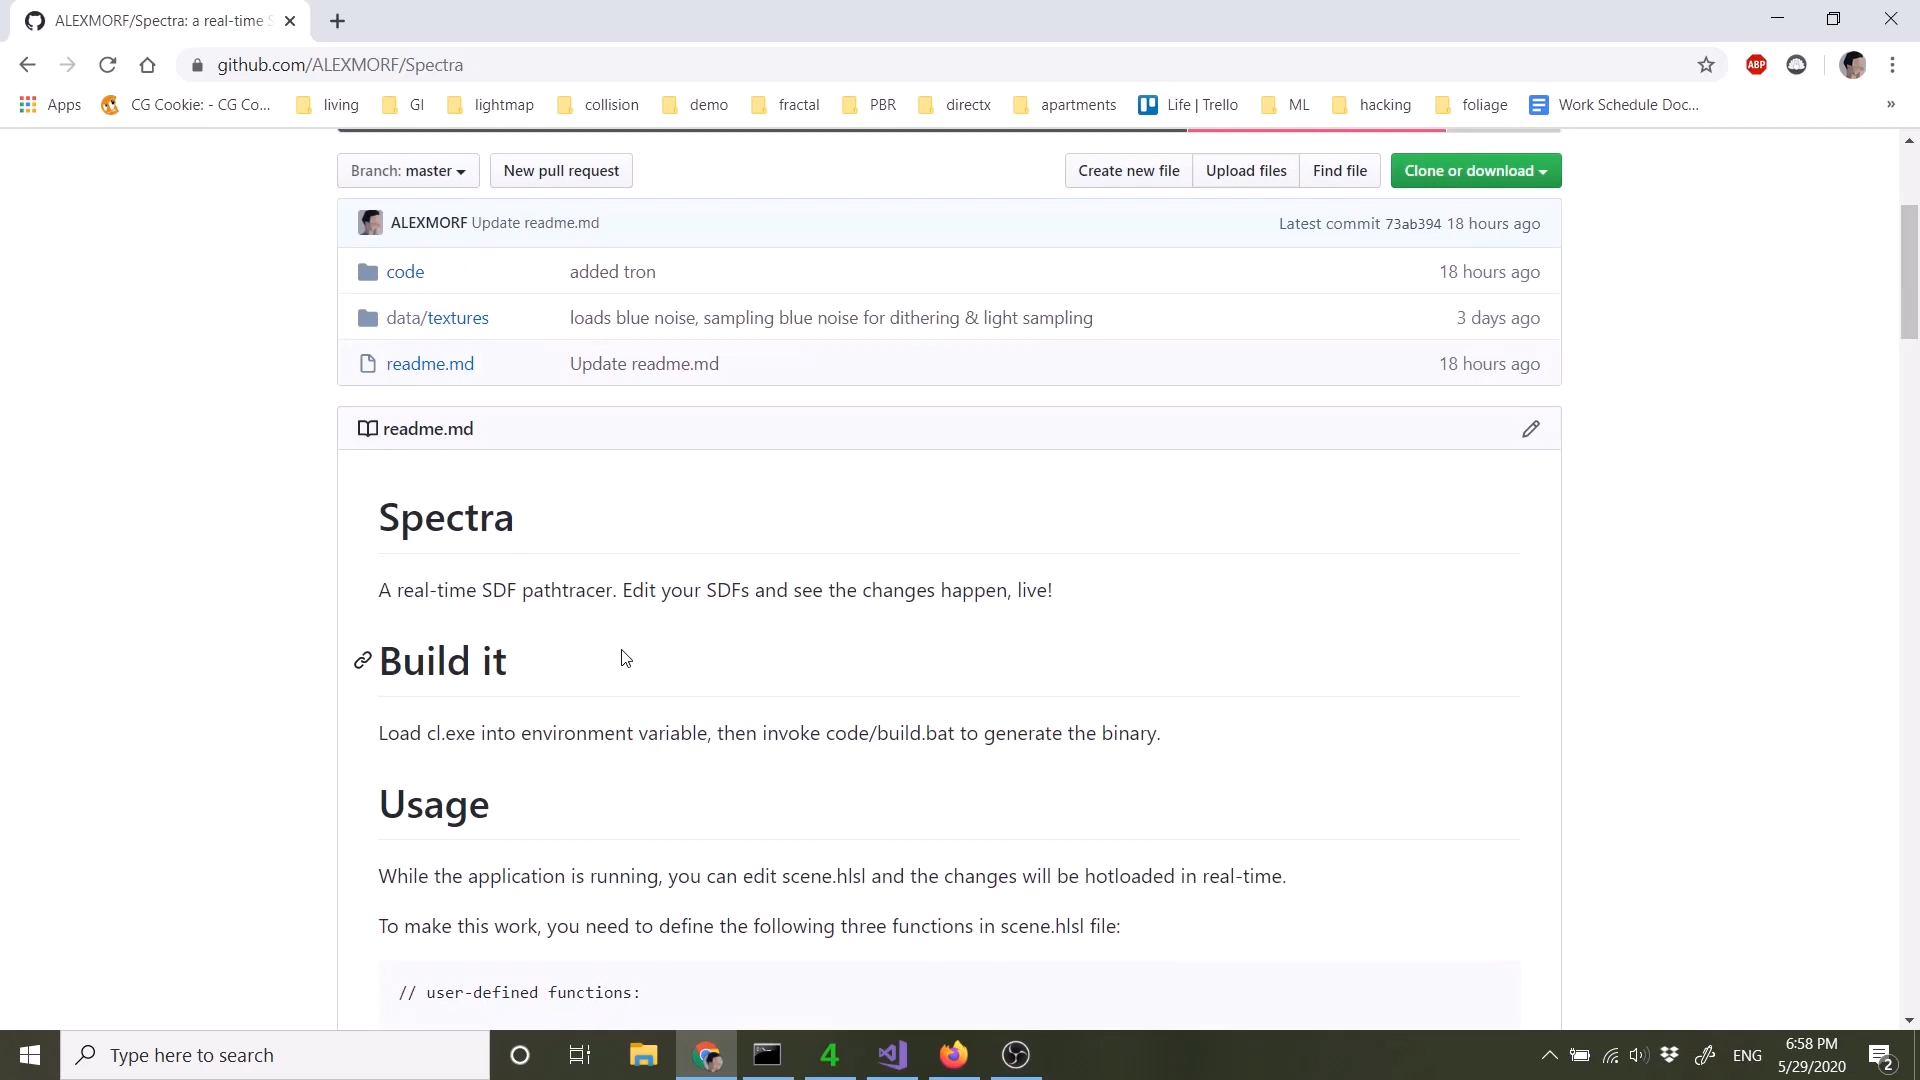 ALEXMORF/Spectra: a real-time S
github.com/ALEXMORF/Spectra
ABP
Apps
CG Cookie: - CG Co...
living
GI
lightmap
collision
demo
fractal
PBR
directx
apartments
Life | Trello
ML
hacking
foliage
Work Schedule Doc...
»
Branch: master
New pull request
Create new file
Upload files
Find file
Clone or download
ALEXMORF Update readme.md
Latest commit 73ab394 18 hours ago
code
added tron
18 hours ago
data/textures
loads blue noise, sampling blue noise for dithering & light sampling
3 days ago
readme.md
Update readme.md
18 hours ago
readme.md
Spectra
A real-time SDF pathtracer. Edit your SDFs and see the changes happen, live!
Build it
Load cl.exe into environment variable, then invoke code/build.bat to generate the binary.
Usage
While the application is running, you can edit scene.hlsl and the changes will be hotloaded in real-time.
To make this work, you need to define the following three functions in scene.hlsl file:
// user-defined functions:
Type here to search
4
ENG
6:58 PM
5/29/2020
2